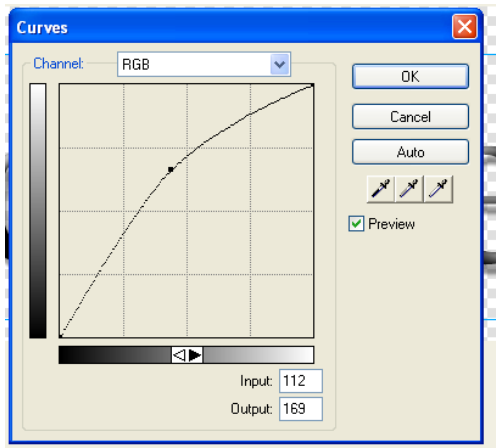 Curves
Channel: RGB
OK
Cancel
Auto
Preview
Input: 112
Output: 169